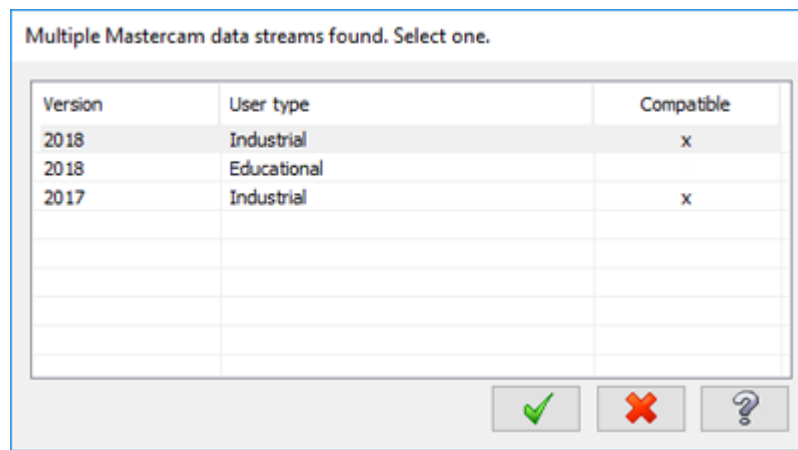 Multiple Mastercam data streams found. Select one.
Version User type Compatible
2018 Industrial x
2018 Educational
2017 Industrial x